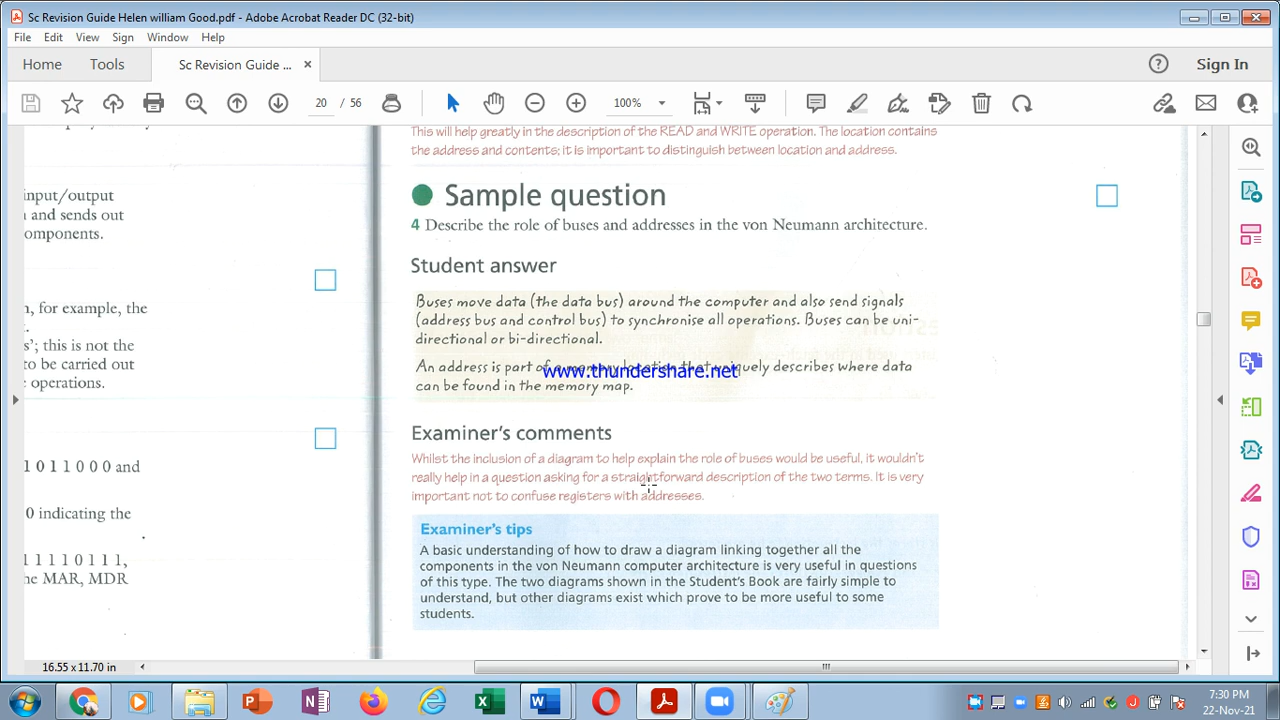 Sc Revision Guide Helen william Good.pdf - Adobe Acrobat Reader DC (32-bit)
File Edit View Sign Window Help
Home Tools Sc Revision Guide ... × Sign In
20 / 56 100%
This will help greatly in the description of the READ and WRITE operation. The location contains
the address and contents; it is important to distinguish between location and address.
input/output
and sends out
omponents.
, for example, the
s'; this is not the
to be carried out
operations.
1 0 1 1 0 0 0 and
0 indicating the
1 1 1 1 1 0 1 1 1,
he MAR, MDR
Sample question
4 Describe the role of buses and addresses in the von Neumann architecture.
Student answer
Buses move data (the data bus) around the computer and also send signals
(address bus and control bus) to synchronise all operations. Buses can be uni-
directional or bi-directional.
An address is part of a memory location that uniquely describes where data
www.thundershare.net
can be found in the memory map.
Examiner's comments
Whilst the inclusion of a diagram to help explain the role of buses would be useful, it wouldn't
really help in a question asking for a straightforward description of the two terms. It is very
important not to confuse registers with addresses.
Examiner's tips
A basic understanding of how to draw a diagram linking together all the
components in the von Neumann computer architecture is very useful in questions
of this type. The two diagrams shown in the Student's Book are fairly simple to
understand, but other diagrams exist which prove to be more useful to some
students.
16.55 x 11.70 in
7:30 PM
22-Nov-21